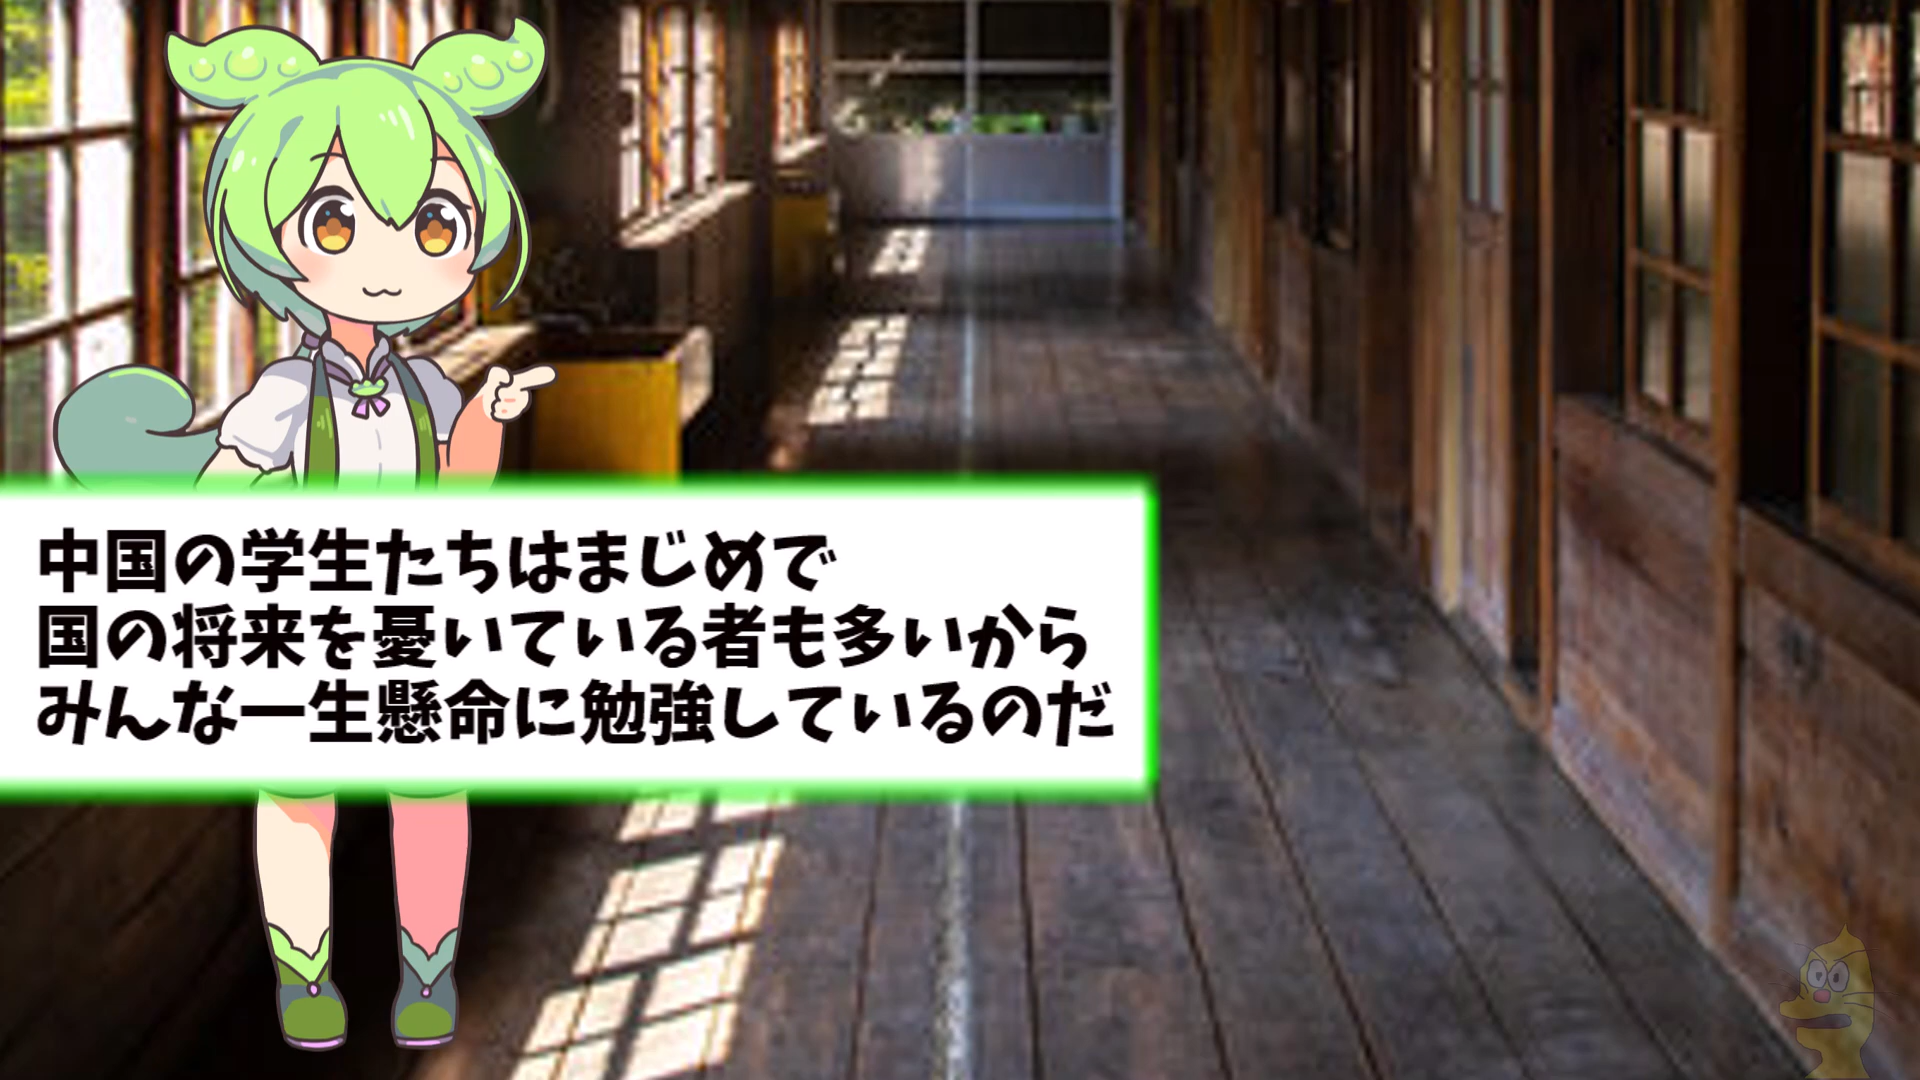 中国の学生たちはまじめで
国の将来を憂いている者も多いから
みんな一生懸命に勉強しているのだ